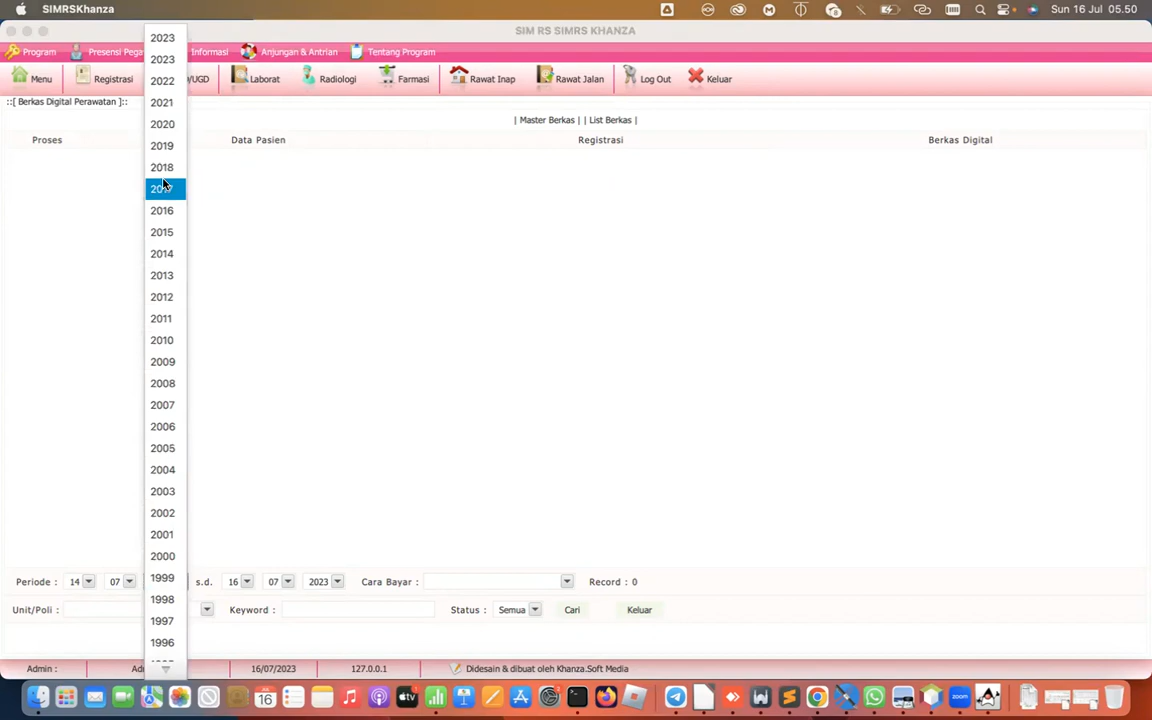 SIMRSKhanza
Sun 16 Jul 05.50
SIM RS SIMRS KHANZA
Program
Presensi Pega
Informasi
Anjungan & Antrian
Tentang Program
Menu
Registrasi
/UGD
Laborat
Radiologi
Farmasi
Rawat Inap
Rawat Jalan
Log Out
Keluar
::[ Berkas Digital Perawatan ]::
| Master Berkas | | List Berkas |
Proses
Data Pasien
Registrasi
Berkas Digital
2023
2023
2022
2021
2020
2019
2018
2017
2016
2015
2014
2013
2012
2011
2010
2009
2008
2007
2006
2005
2004
2003
2002
2001
2000
1999
1998
1997
1996
Periode : 14 07 s.d. 16 07 2023 Cara Bayar : Record : 0
Unit/Poli : Keyword : Status : Semua Cari Keluar
Admin : Ad 16/07/2023 127.0.0.1 Didesain & dibuat oleh Khanza.Soft Media